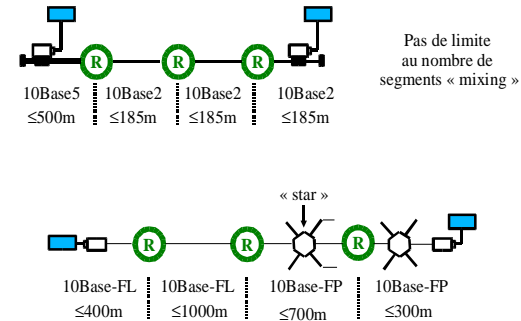 Pas de limite
au nombre de
segments « mixing »
R R R
10Base5 10Base2 10Base2 10Base2
≤500m ≤185m ≤185m ≤185m
« star »
R R R
10Base-FL 10Base-FL 10Base-FP 10Base-FP
≤400m ≤1000m ≤700m ≤300m